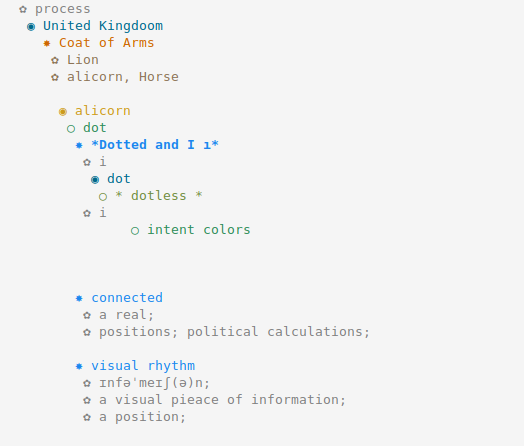 ✿ process
◉ United Kingdoom
✸ Coat of Arms
✿ Lion
✿ alicorn, Horse
◉ alicorn
○ dot
✸ *Dotted and I ı*
✿ i
◉ dot
○ * dotless *
✿ i
○ intent colors
✸ connected
✿ a real;
✿ positions; political calculations;
✸ visual rhythm
✿ ɪnfəˈmeɪʃ(ə)n;
✿ a visual pieace of information;
✿ a position;